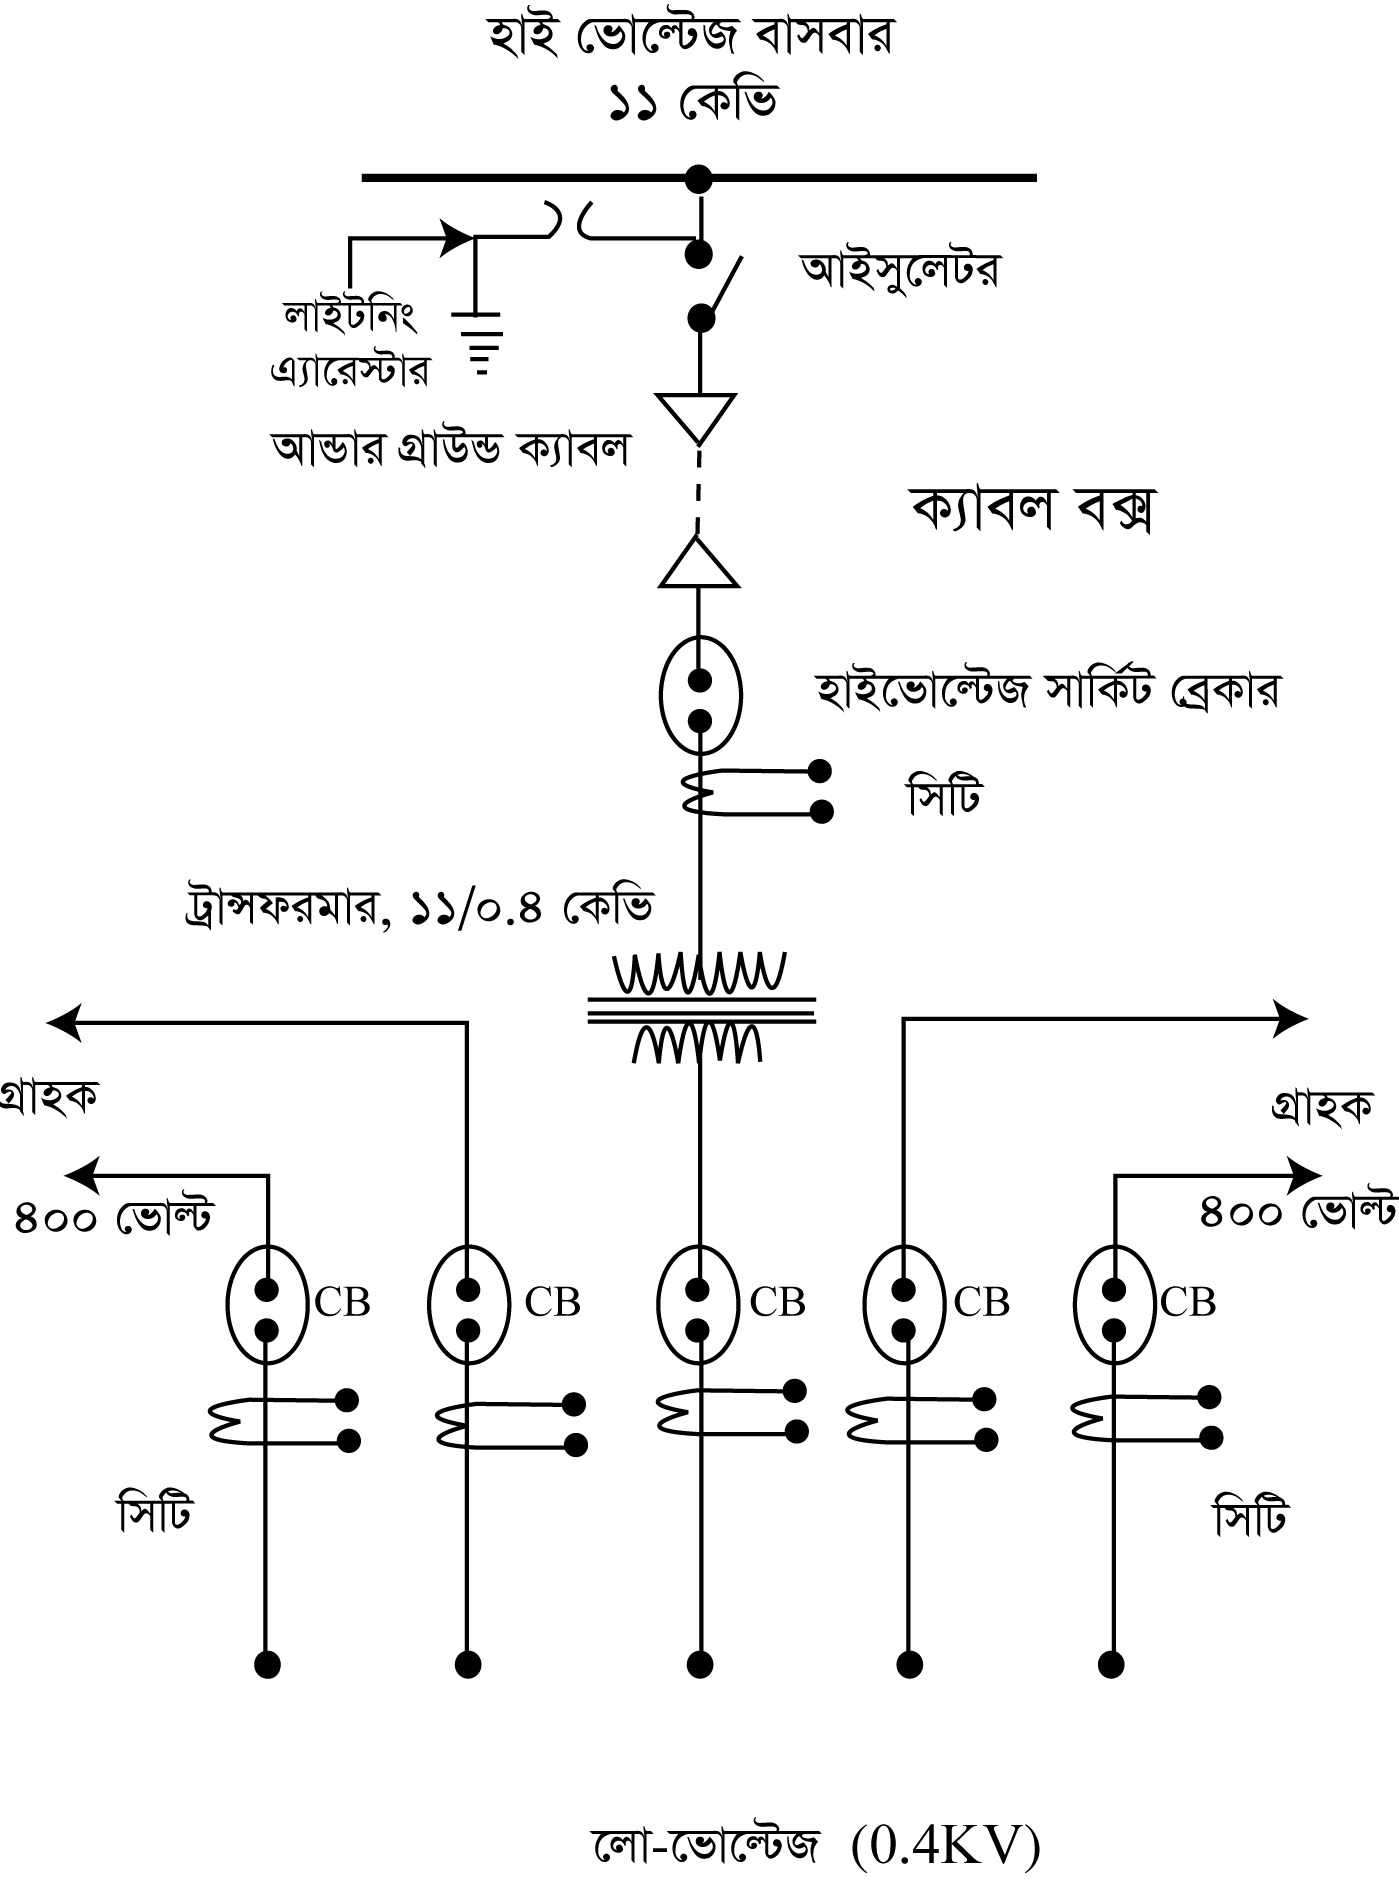 হাই ভোল্টেজ বাসবার
১১ কেভি
আইসুলেটর
লাইটনিং
এ্যারেস্টার
আন্ডার গ্রাউন্ড ক্যাবল
ক্যাবল বক্স
হাইভোল্টেজ সার্কিট ব্রেকার
সিটি
ট্রান্সফরমার, ১১/০.৪ কেভি
গ্রাহক
গ্রাহক
৪০০ ভোল্ট
৪০০ ভোল্ট
CB
CB
CB
CB
CB
সিটি
সিটি
লো-ভোল্টেজ (0.4KV)